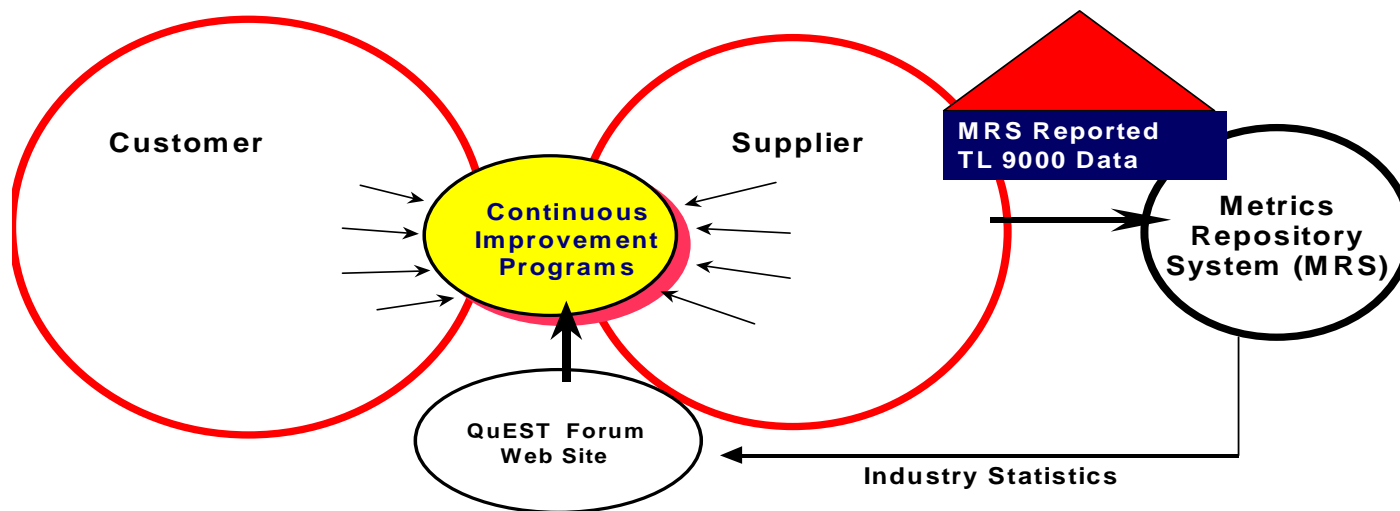 Customer
Supplier
MRS Reported
TL 9000 Data
Continuous
Improvement
Programs
Metrics
Repository
System (MRS)
QuEST Forum
Web Site
Industry Statistics